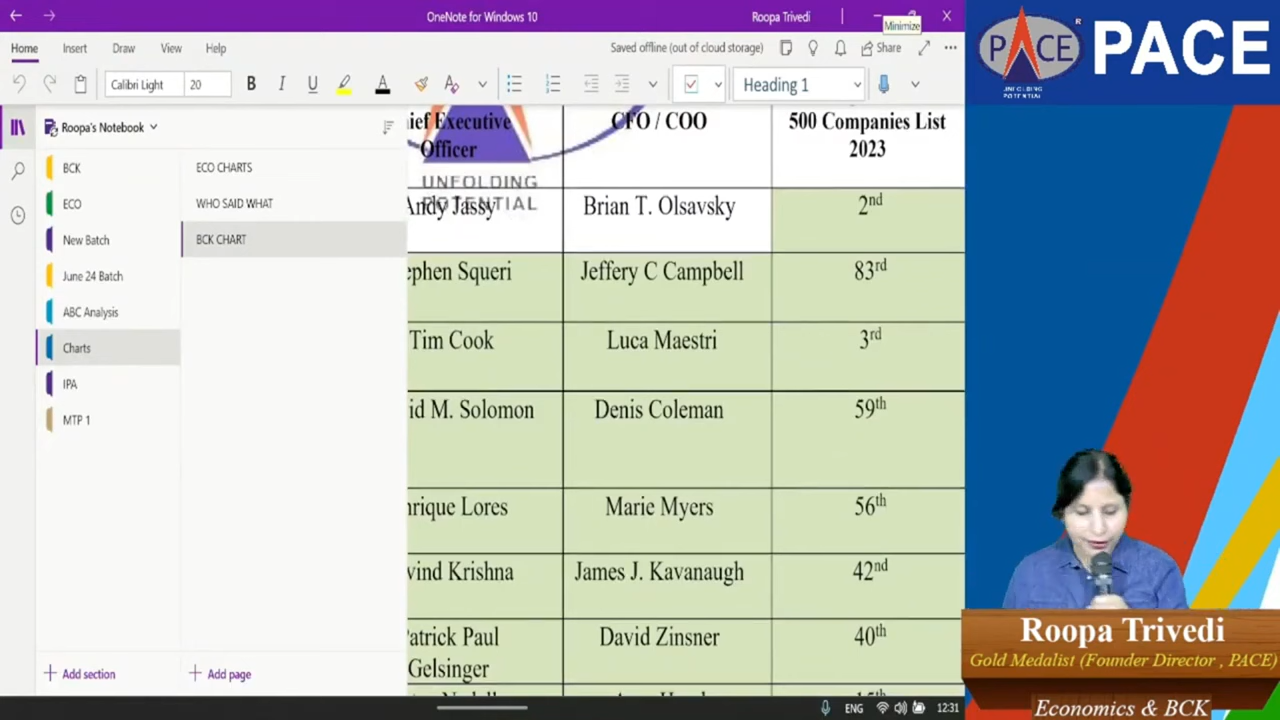 OneNote for Windows 10
Roopa Trivedi
Minimize
Home Insert Draw View Help
Saved offline (out of cloud storage)
Share
Calibri Light 20 B I U A A Heading 1
Roopa's Notebook
BCK
ECO
New Batch
June 24 Batch
ABC Analysis
Charts
IPA
MTP 1
ECO CHARTS
WHO SAID WHAT
BCK CHART
Add section
Add page
ief Executive
Officer
CFO / COO
500 Companies List
2023
UNFOLDING
POTENTIAL
Andy Jassy Brian T. Olsavsky 2nd
ephen Squeri Jeffery C Campbell 83rd
Tim Cook Luca Maestri 3rd
id M. Solomon Denis Coleman 59th
nrique Lores Marie Myers 56th
vind Krishna James J. Kavanaugh 42nd
Patrick Paul
Gelsinger
David Zinsner 40th
ENG 12:31
PACE
®
UNFOLDING
POTENTIAL
PACE
Roopa Trivedi
Gold Medalist (Founder Director , PACE)
Economics & BCK